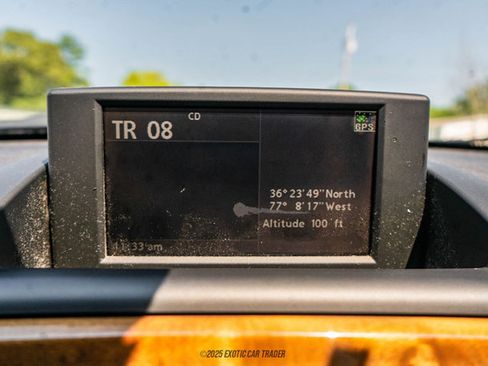 CD
TR 08
GPS
36° 23'49"North
77° 8'17"West
Altitude 100 ft
11:33 am
©2025 EXOTIC CAR TRADER